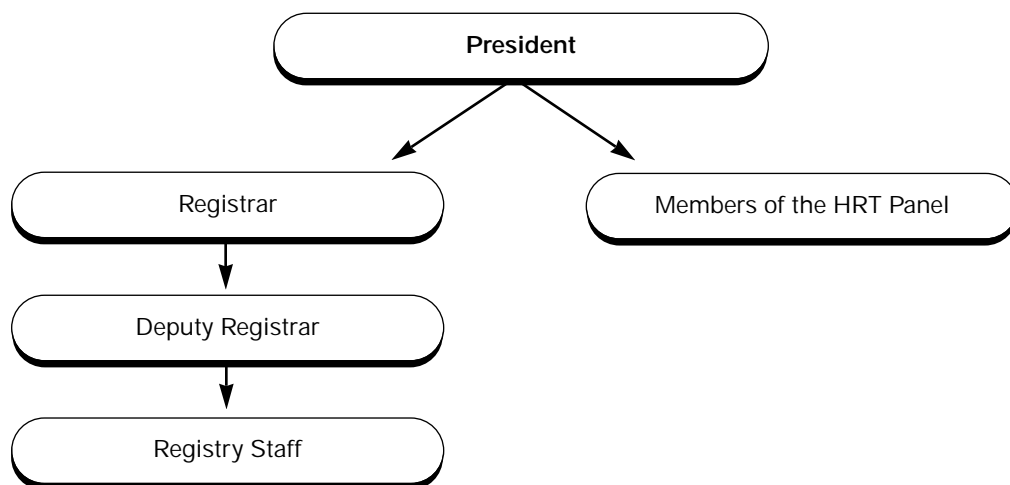 President
Registrar
Members of the HRT Panel
Deputy Registrar
Registry Staff